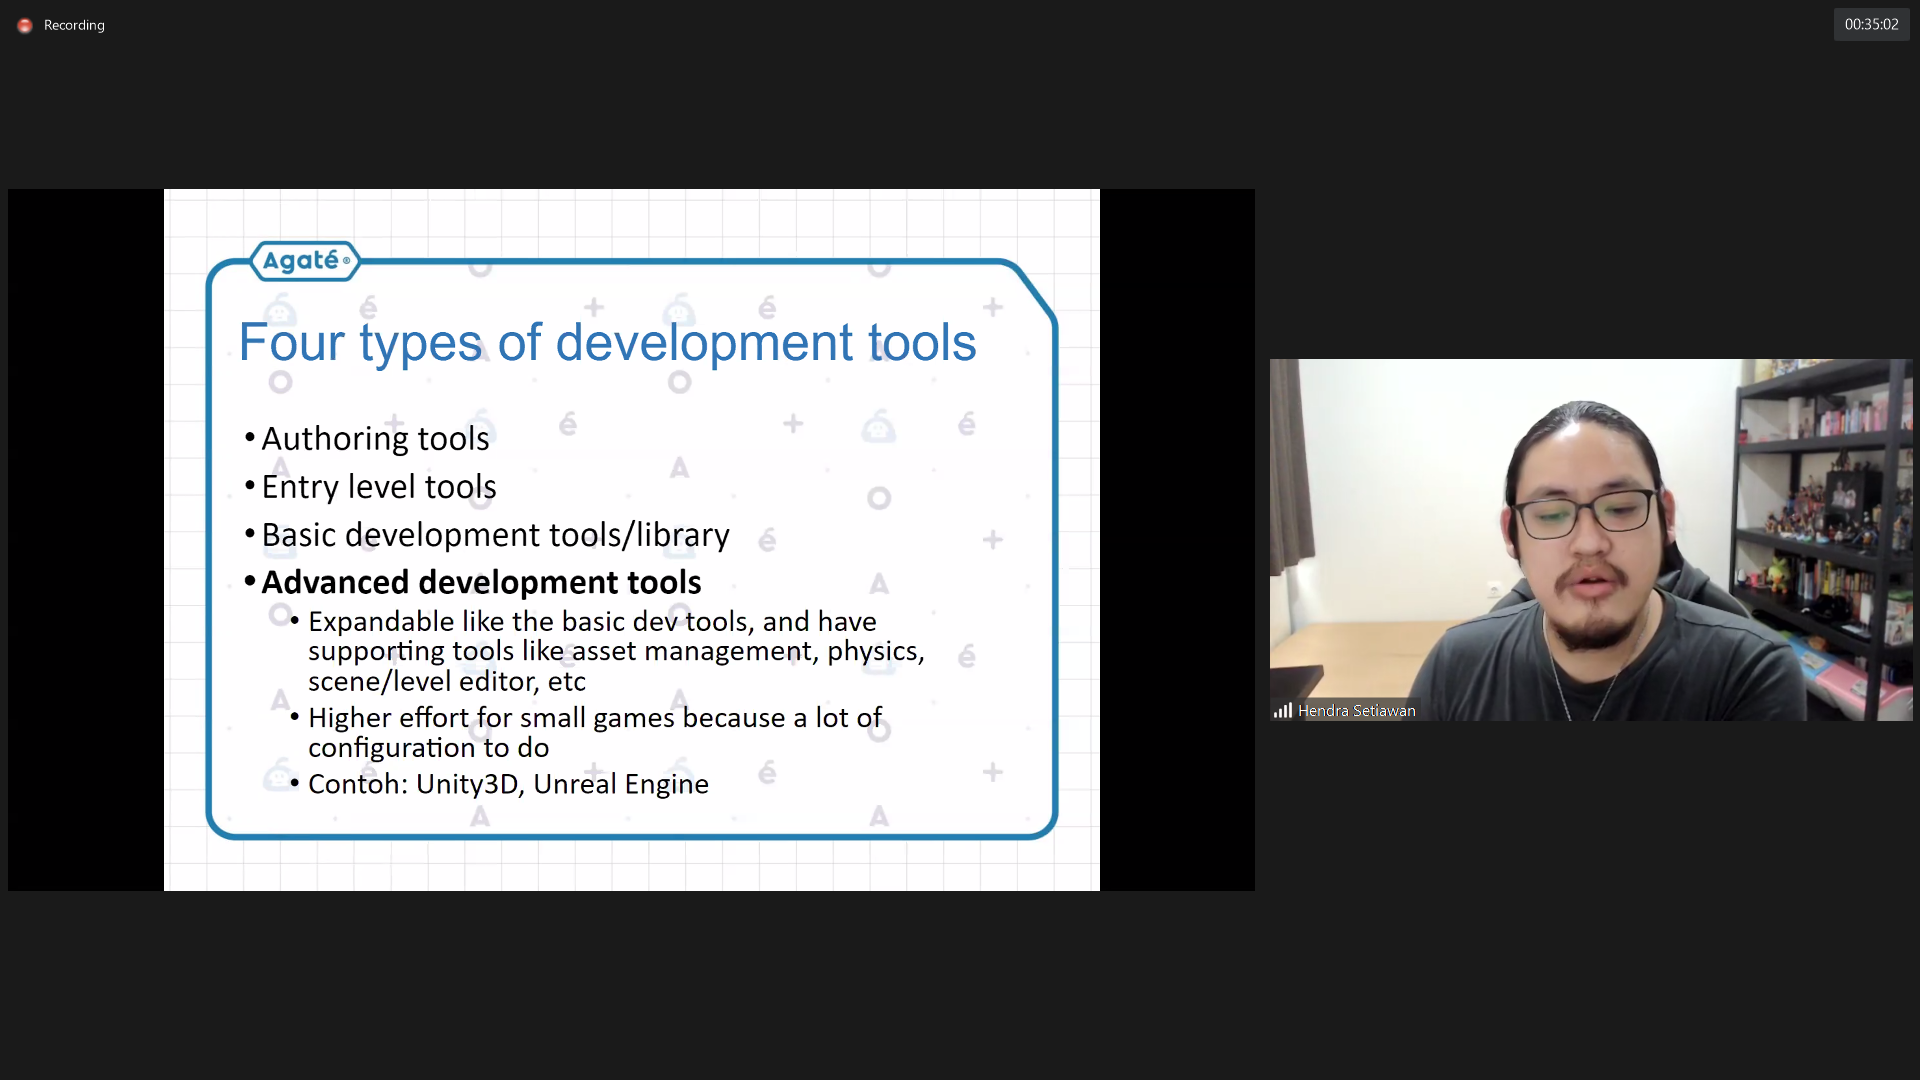 Recording
00:35:02
Agaté®
Four types of development tools
• Authoring tools
• Entry level tools
• Basic development tools/library
• Advanced development tools
• Expandable like the basic dev tools, and have
supporting tools like asset management, physics,
scene/level editor, etc
• Higher effort for small games because a lot of
configuration to do
• Contoh: Unity3D, Unreal Engine
Hendra Setiawan